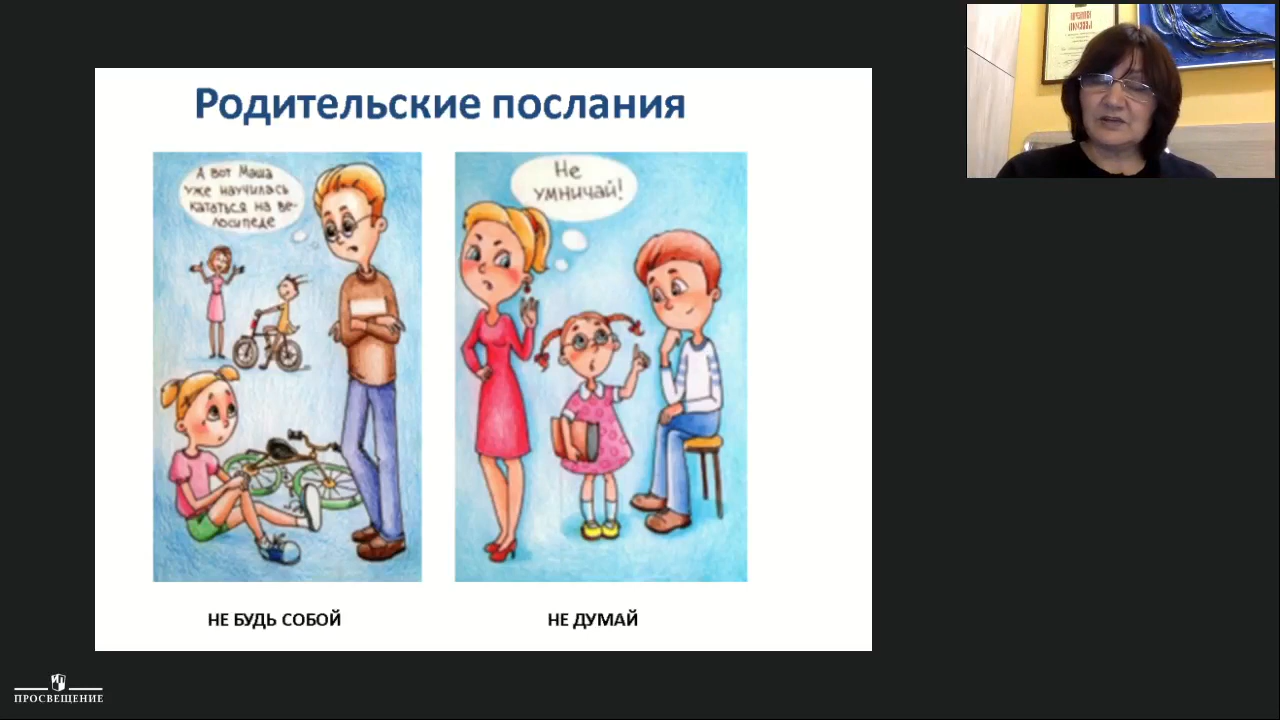 Родительские послания
А вот Маша
уже научилась
кататься на ве-
лосипеде
Не
умничай!
НЕ БУДЬ СОБОЙ
НЕ ДУМАЙ
ПРОСВЕЩЕНИЕ